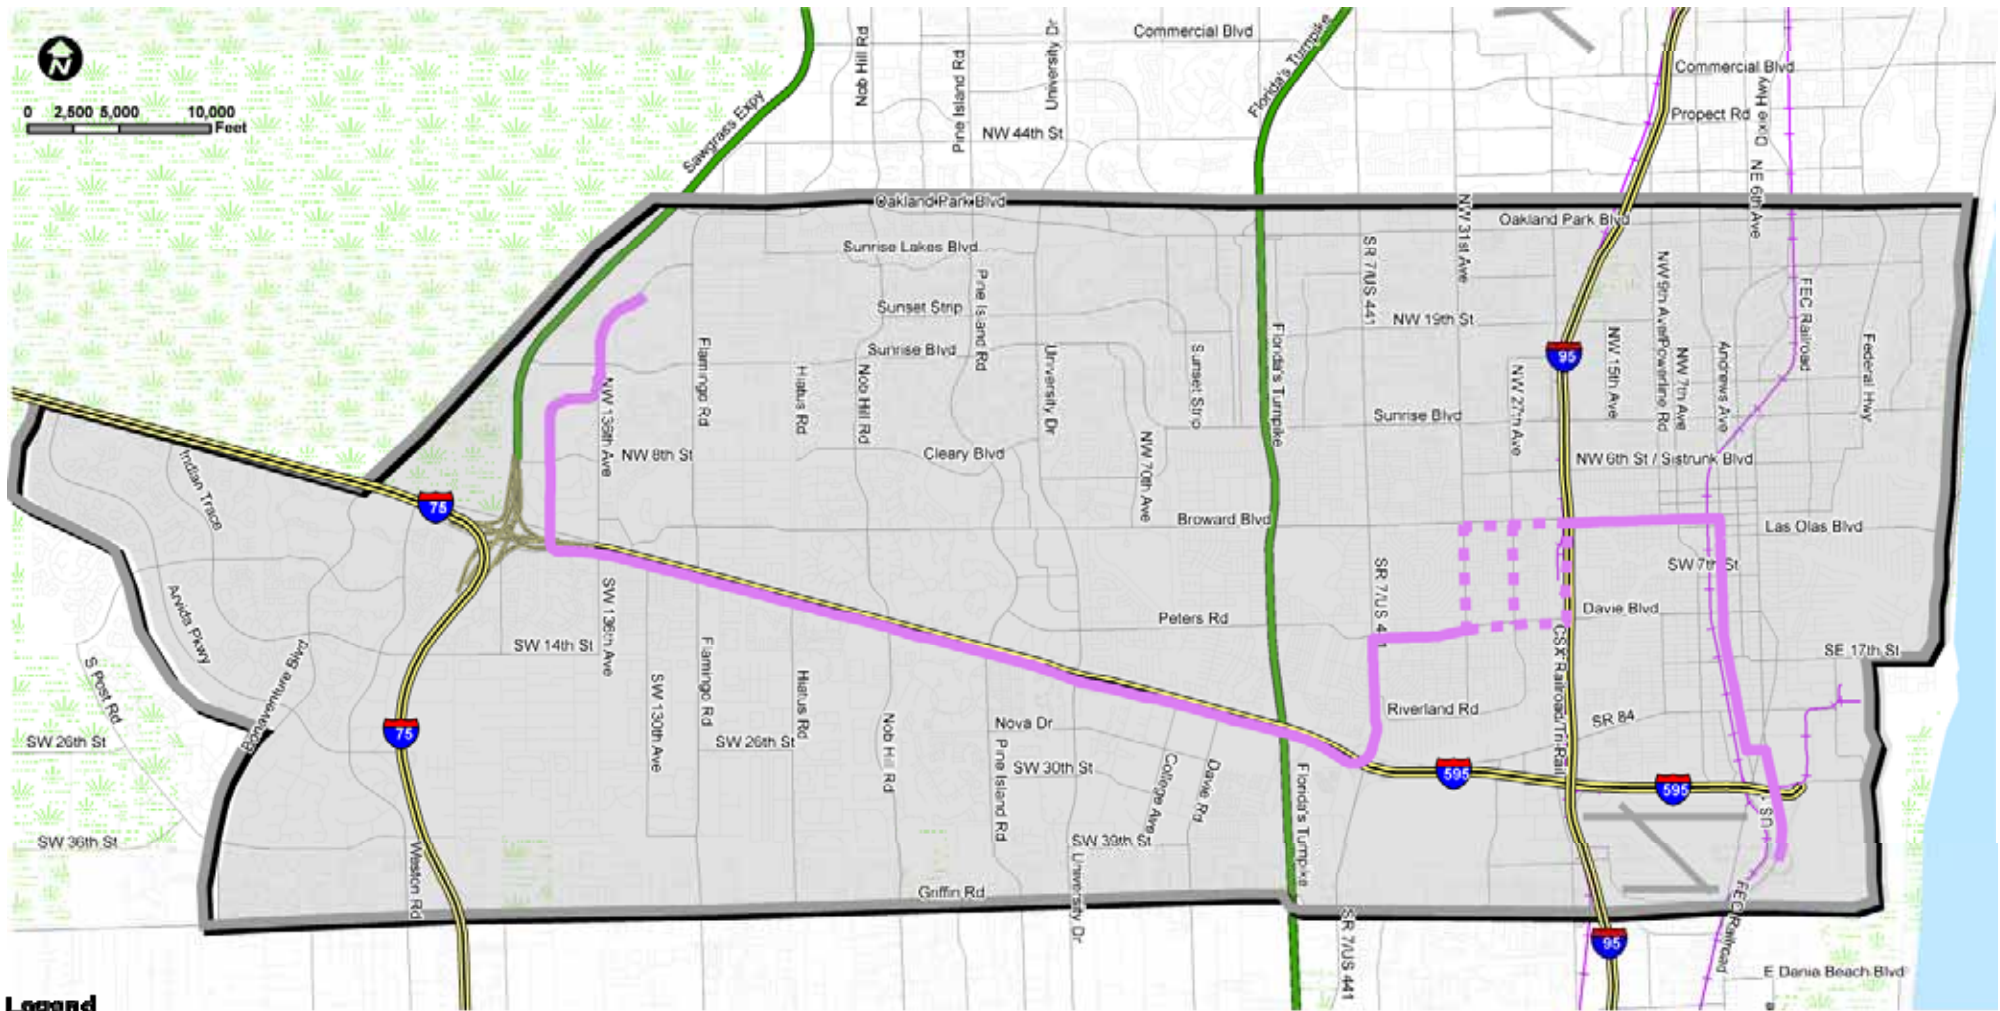 Commercial Blvd
Nob Hill Rd
Pine Island Rd
University Dr
Florida's Turnpike
Commercial Blvd
Propect Rd
Dixie Hwy
N
0 2,500 5,000 10,000
Feet
Sawgrass Expy
NW 44th St
NE 6th Ave
Oakland Park Blvd
Oakland Park Blvd
NW 31st Ave
Sunrise Lakes Blvd
SR 7/US 441
NW 9th Ave/Powerline Rd
FEC Railroad
Pine Island Rd
Sunset Strip
NW 19th St
Sunrise Blvd
Flamingo Rd
Hiatus Rd
Nob Hill Rd
University Dr
Sunset Strip
Florida's Turnpike
95
NW 15th Ave
NW 7th Ave
Andrews Ave
Federal Hwy
NW 136th Ave
NW 27th Ave
Sunrise Blvd
NW 8th St
Cleary Blvd
NW 70th Ave
NW 6th St / Sistrunk Blvd
Indian Trace
75
Broward Blvd
Las Olas Blvd
SW 7th St
SR 7/US 441
Arvida Pkwy
SW 136th Ave
Peters Rd
Davie Blvd
SW 14th St
SE 17th St
S Post Rd
Bonaventure Blvd
SW 130th Ave
Flamingo Rd
Hiatus Rd
CSX Railroad/Tri-Rail
Nob Hill Rd
Nova Dr
Riverland Rd
SR 84
75
SW 26th St
SW 26th St
Pine Island Rd
SW 30th St
College Ave
Davie Rd
Florida's Turnpike
595
595
US 1
SW 36th St
SW 39th St
Weston Rd
University Dr
Griffin Rd
FEC Railroad
SR 7/US 441
95
E Dania Beach Blvd
Legend